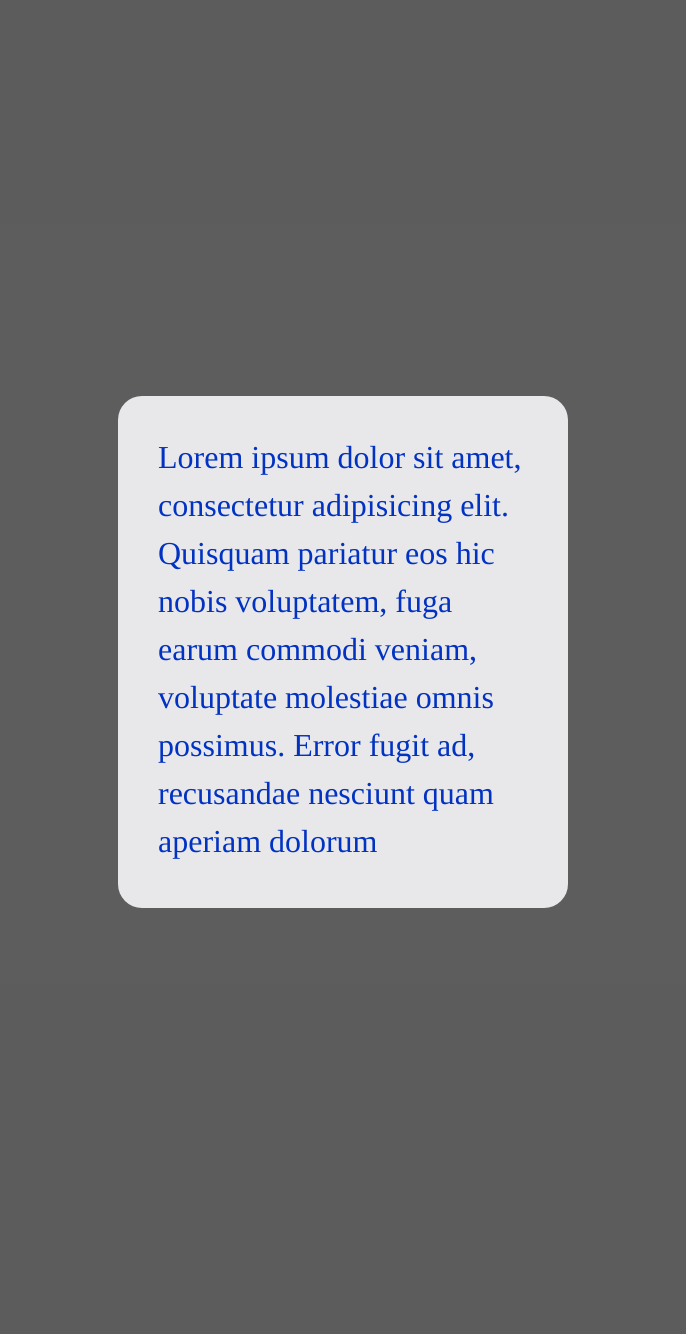 Lorem ipsum dolor sit amet,
consectetur adipisicing elit.
Quisquam pariatur eos hic
nobis voluptatem, fuga
earum commodi veniam,
voluptate molestiae omnis
possimus. Error fugit ad,
recusandae nesciunt quam
aperiam dolorum